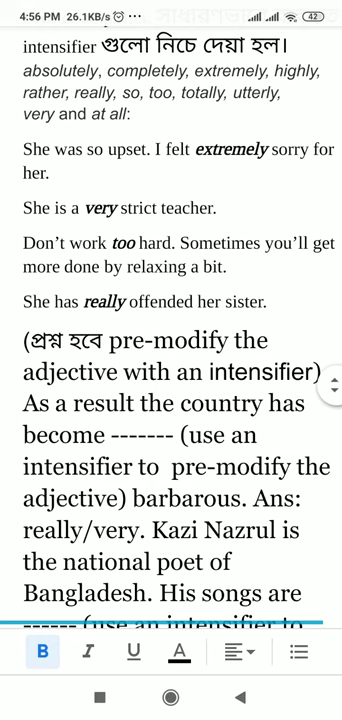 4:56 PM 26.1KB/s
42
intensifier গুলো নিচে দেয়া হল।
absolutely, completely, extremely, highly,
rather, really, so, too, totally, utterly,
very and at all:
She was so upset. I felt extremely sorry for
her.
She is a very strict teacher.
Don’t work too hard. Sometimes you’ll get
more done by relaxing a bit.
She has really offended her sister.
(প্রশ্ন হবে pre-modify the
adjective with an intensifier)
As a result the country has
become ------- (use an
intensifier to pre-modify the
adjective) barbarous. Ans:
really/very. Kazi Nazrul is
the national poet of
Bangladesh. His songs are
------ (use an intensifier to
B I U A